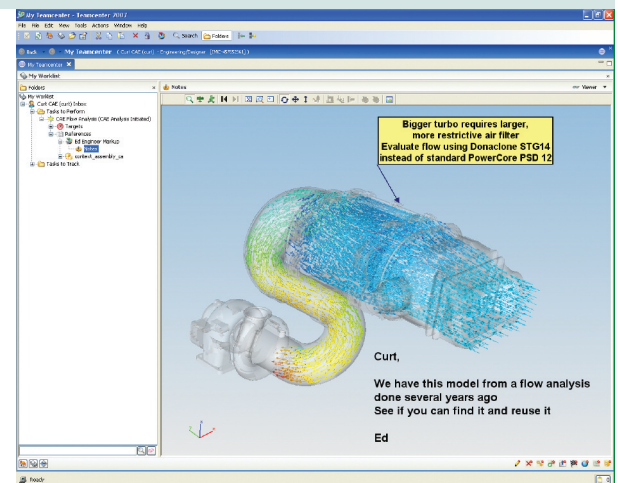 My Teamcenter - Teamcenter 2007
File Edit View Tools Actions Window Help
Search Folders
Back My Teamcenter
My Teamcenter
My Worklist
Folders
Notes
Viewer
My Worklist
Curt CAE (curt) Inbox
Tasks to Perform
CAE Flow Analysis (CAE Analysis Initiated)
Targets
References
Ed Engineer Markup
Notes
context_assembly_ca
Tasks to Track
Bigger turbo requires larger,
more restrictive air filter
Evaluate flow using Donaclone STG14
instead of standard PowerCore PSD 12
Curt,
We have this model from a flow analysis
done several years ago
See if you can find it and reuse it
Ed
Ready